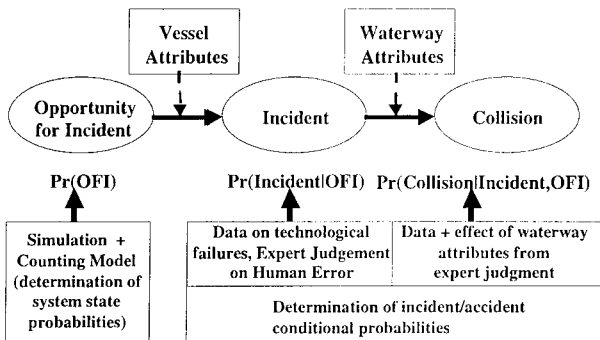 Vessel
Attributes
Waterway
Attributes
Opportunity
for Incident
Incident
Collision
Pr(OFI)
Pr(Incident|OFI)
Pr(Collision|Incident,OFI)
Simulation +
Counting Model
(determination of
system state
probabilities)
Data on technological
failures, Expert Judgement
on Human Error
Data + effect of waterway
attributes from
expert judgment
Determination of incident/accident
conditional probabilities